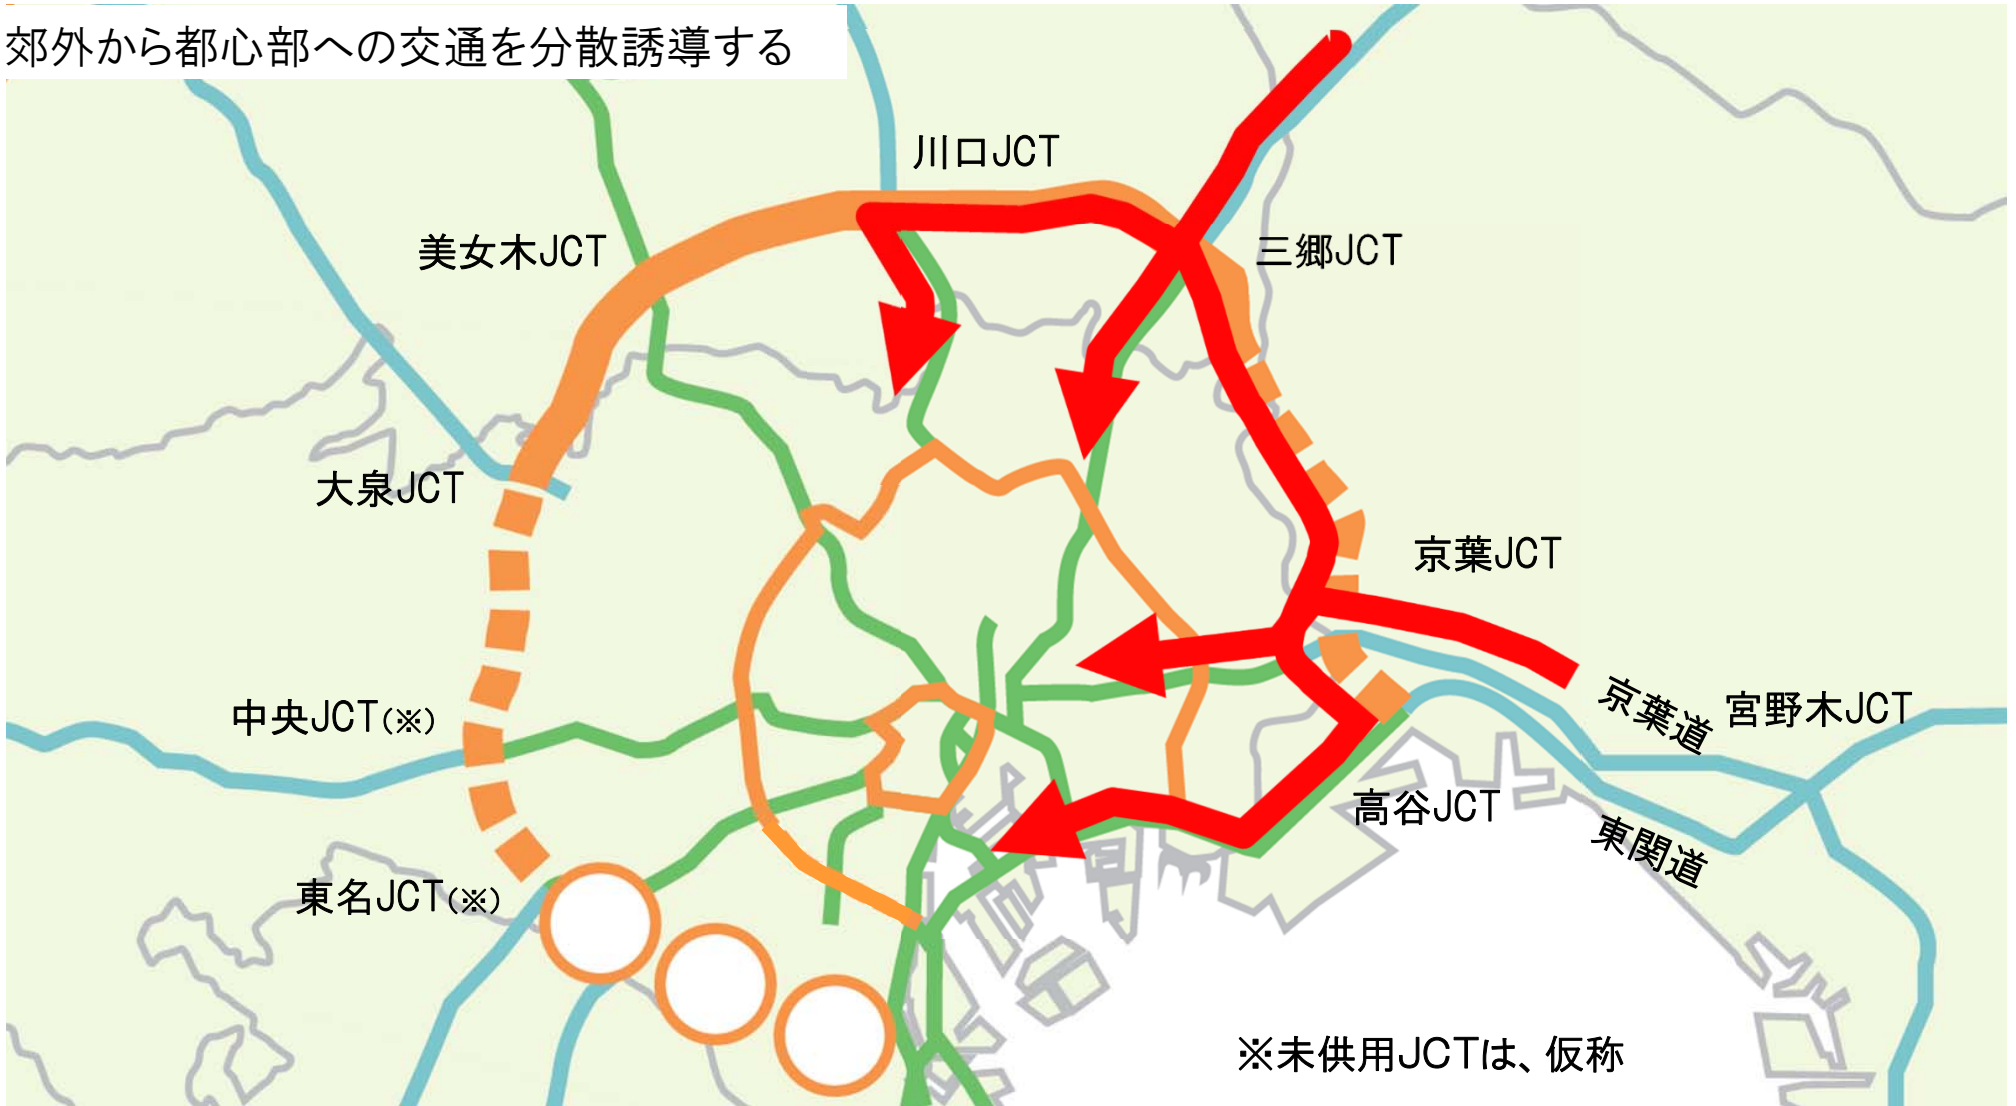 郊外から都心部への交通を分散誘導する
川口JCT
美女木JCT
三郷JCT
大泉JCT
京葉JCT
中央JCT(※)
京葉道
宮野木JCT
高谷JCT
東関道
東名JCT(※)
※未供用JCTは、仮称